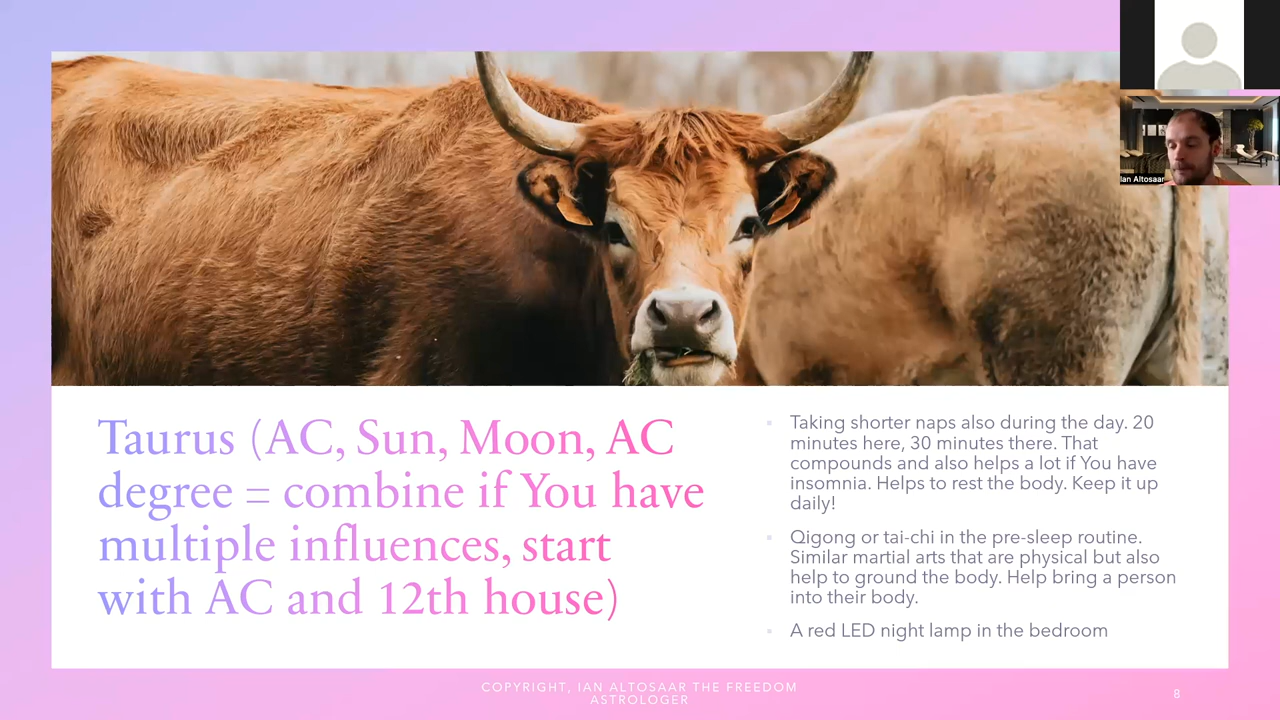 Ian Altosaar
Taurus (AC, Sun, Moon, AC
degree = combine if You have
multiple influences, start
with AC and 12th house)
Taking shorter naps also during the day. 20
minutes here, 30 minutes there. That
compounds and also helps a lot if You have
insomnia. Helps to rest the body. Keep it up
daily!
Qigong or tai-chi in the pre-sleep routine.
Similar martial arts that are physical but also
help to ground the body. Help bring a person
into their body.
A red LED night lamp in the bedroom
COPYRIGHT, IAN ALTOSAAR THE FREEDOM
ASTROLOGER
8